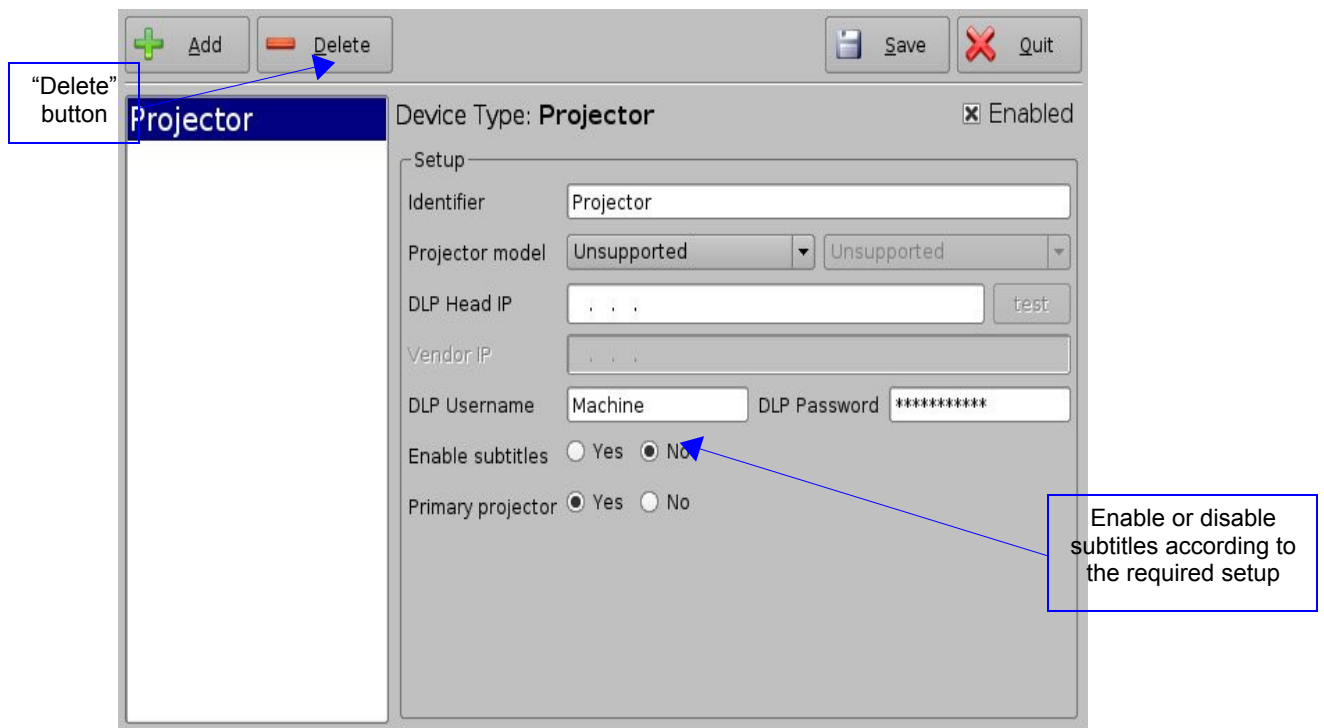 Add Delete Save Quit
“Delete”
button
Projector
Device Type: Projector Enabled
Setup
Identifier Projector
Projector model Unsupported Unsupported
DLP Head IP . . . test
Vendor IP . . .
DLP Username Machine DLP Password ***********
Enable subtitles Yes No
Primary projector Yes No
Enable or disable
subtitles according to
the required setup